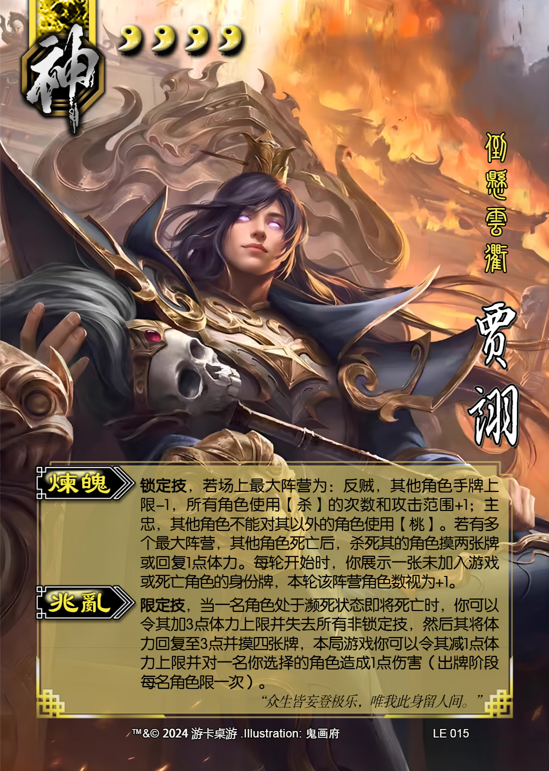 神
倒懸雲衢
贾诩
煉魄
锁定技，若场上最大阵营为：反贼，其他角色手牌上
限-1，所有角色使用【杀】的次数和攻击范围+1；主
忠，其他角色不能对其以外的角色使用【桃】。若有多
个最大阵营，其他角色死亡后，杀死其的角色摸两张牌
或回复1点体力。每轮开始时，你展示一张未加入游戏
或死亡角色的身份牌，本轮该阵营角色数视为+1。
兆亂
限定技，当一名角色处于濒死状态即将死亡时，你可以
令其加3点体力上限并失去所有非锁定技，然后其将体
力回复至3点并摸四张牌，本局游戏你可以令其减1点体
力上限并对一名你选择的角色造成1点伤害（出牌阶段
每名角色限一次）。
“众生皆妄登极乐，唯我此身留人间。”
™&© 2024 游卡桌游 .Illustration: 鬼画府
LE 015